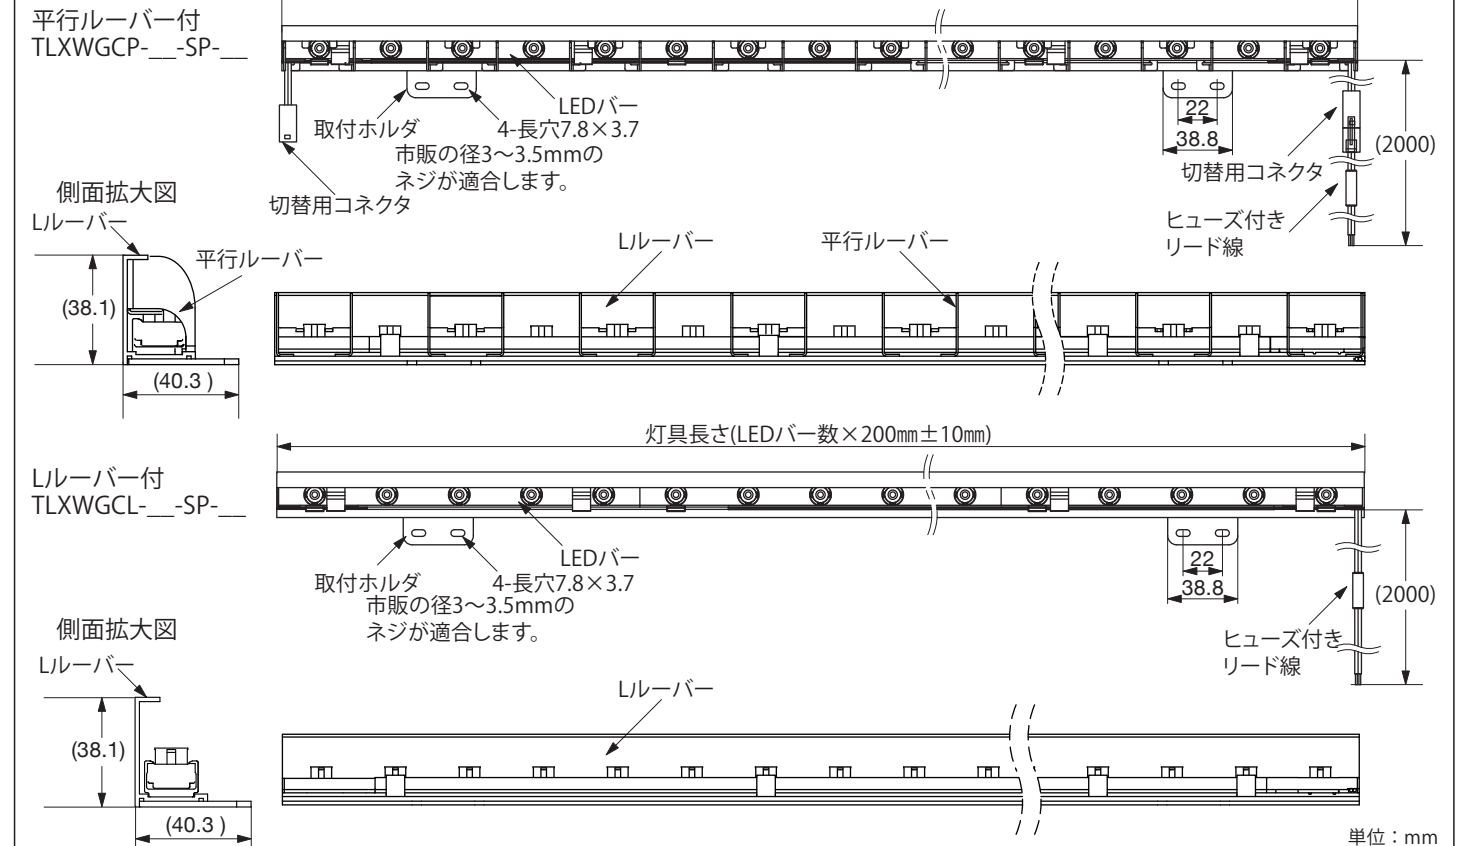 平行ルーバー付
TLXWGCP-__-SP-__
LEDバー
取付ホルダ
4-長穴7.8×3.7
市販の径3〜3.5mmの
ネジが適合します。
切替用コネクタ
22
38.8
(2000)
切替用コネクタ
ヒューズ付き
リード線
側面拡大図
Lルーバー
平行ルーバー
(38.1)
(40.3 )
Lルーバー
平行ルーバー
灯具長さ(LEDバー数×200㎜±10㎜)
Lルーバー付
TLXWGCL-__-SP-__
LEDバー
取付ホルダ
4-長穴7.8×3.7
市販の径3〜3.5mmの
ネジが適合します。
22
38.8
(2000)
ヒューズ付き
リード線
側面拡大図
Lルーバー
(38.1)
(40.3 )
Lルーバー
単位：mm